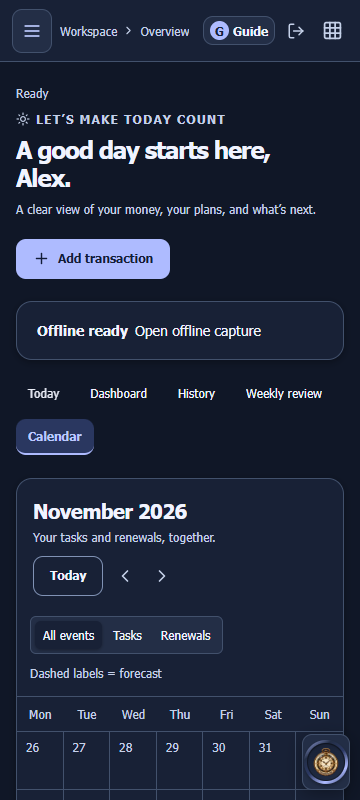 Workspace > Overview G Guide
Ready
LET'S MAKE TODAY COUNT
A good day starts here,
Alex.
A clear view of your money, your plans, and what's next.
+ Add transaction
Offline ready Open offline capture
Today Dashboard History Weekly review
Calendar
November 2026
Your tasks and renewals, together.
Today
All events Tasks Renewals
Dashed labels = forecast
Mon Tue Wed Thu Fri Sat Sun
26 27 28 29 30 31